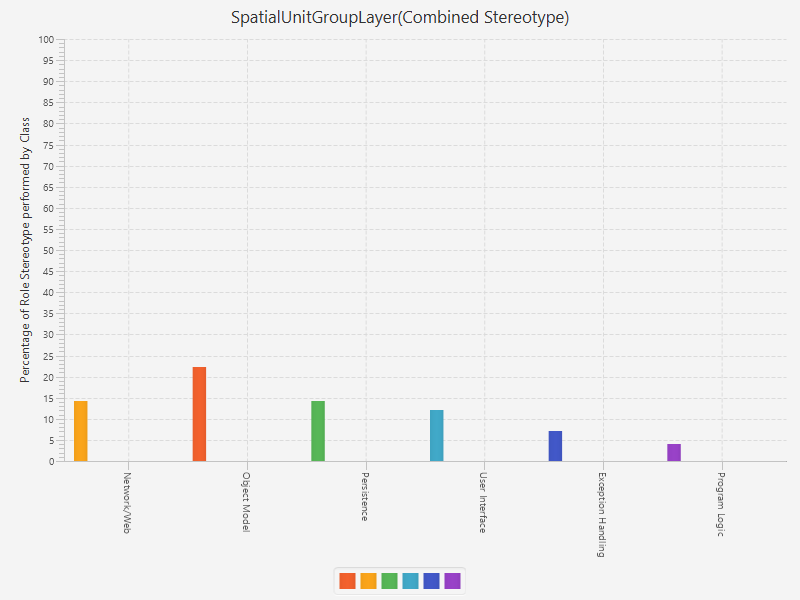 SpatialUnitGroupLayer(Combined Stereotype)
Percentage of Role Stereotype performed by Class
100
95
90
85
80
75
70
65
60
55
50
45
40
35
30
25
20
15
10
5
0
Network/Web
Object Model
Persistence
User Interface
Exception Handling
Program Logic